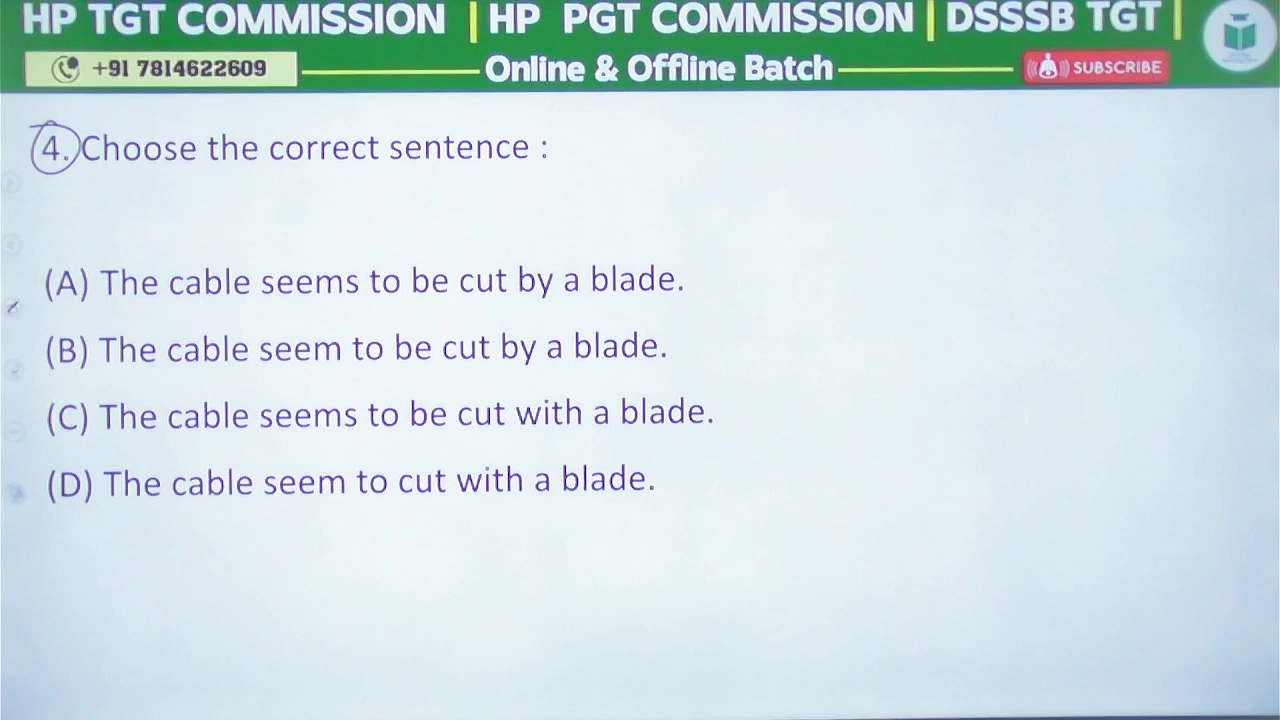 HP TGT COMMISSION | HP PGT COMMISSION | DSSSB TGT |
+91 7814622609 Online & Offline Batch SUBSCRIBE
4. Choose the correct sentence :
(A) The cable seems to be cut by a blade.
(B) The cable seem to be cut by a blade.
(C) The cable seems to be cut with a blade.
(D) The cable seem to cut with a blade.